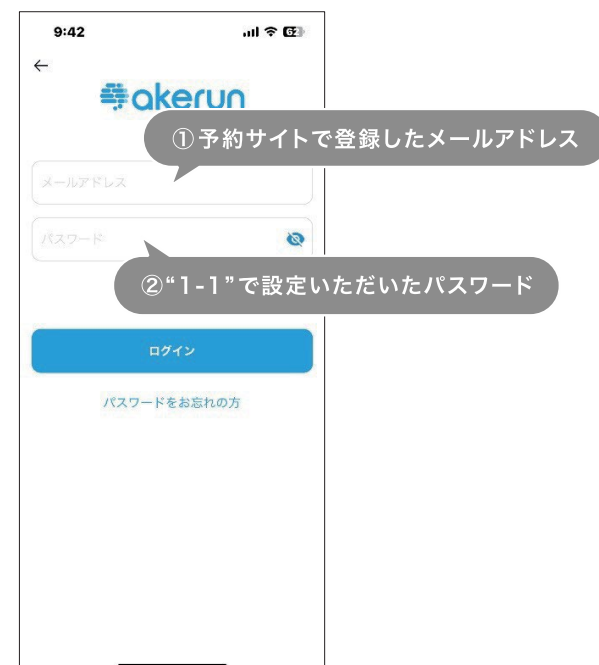 9:42
62
←
akerun
①予約サイトで登録したメールアドレス
メールアドレス
パスワード
②“1-1”で設定いただいたパスワード
ログイン
パスワードをお忘れの方